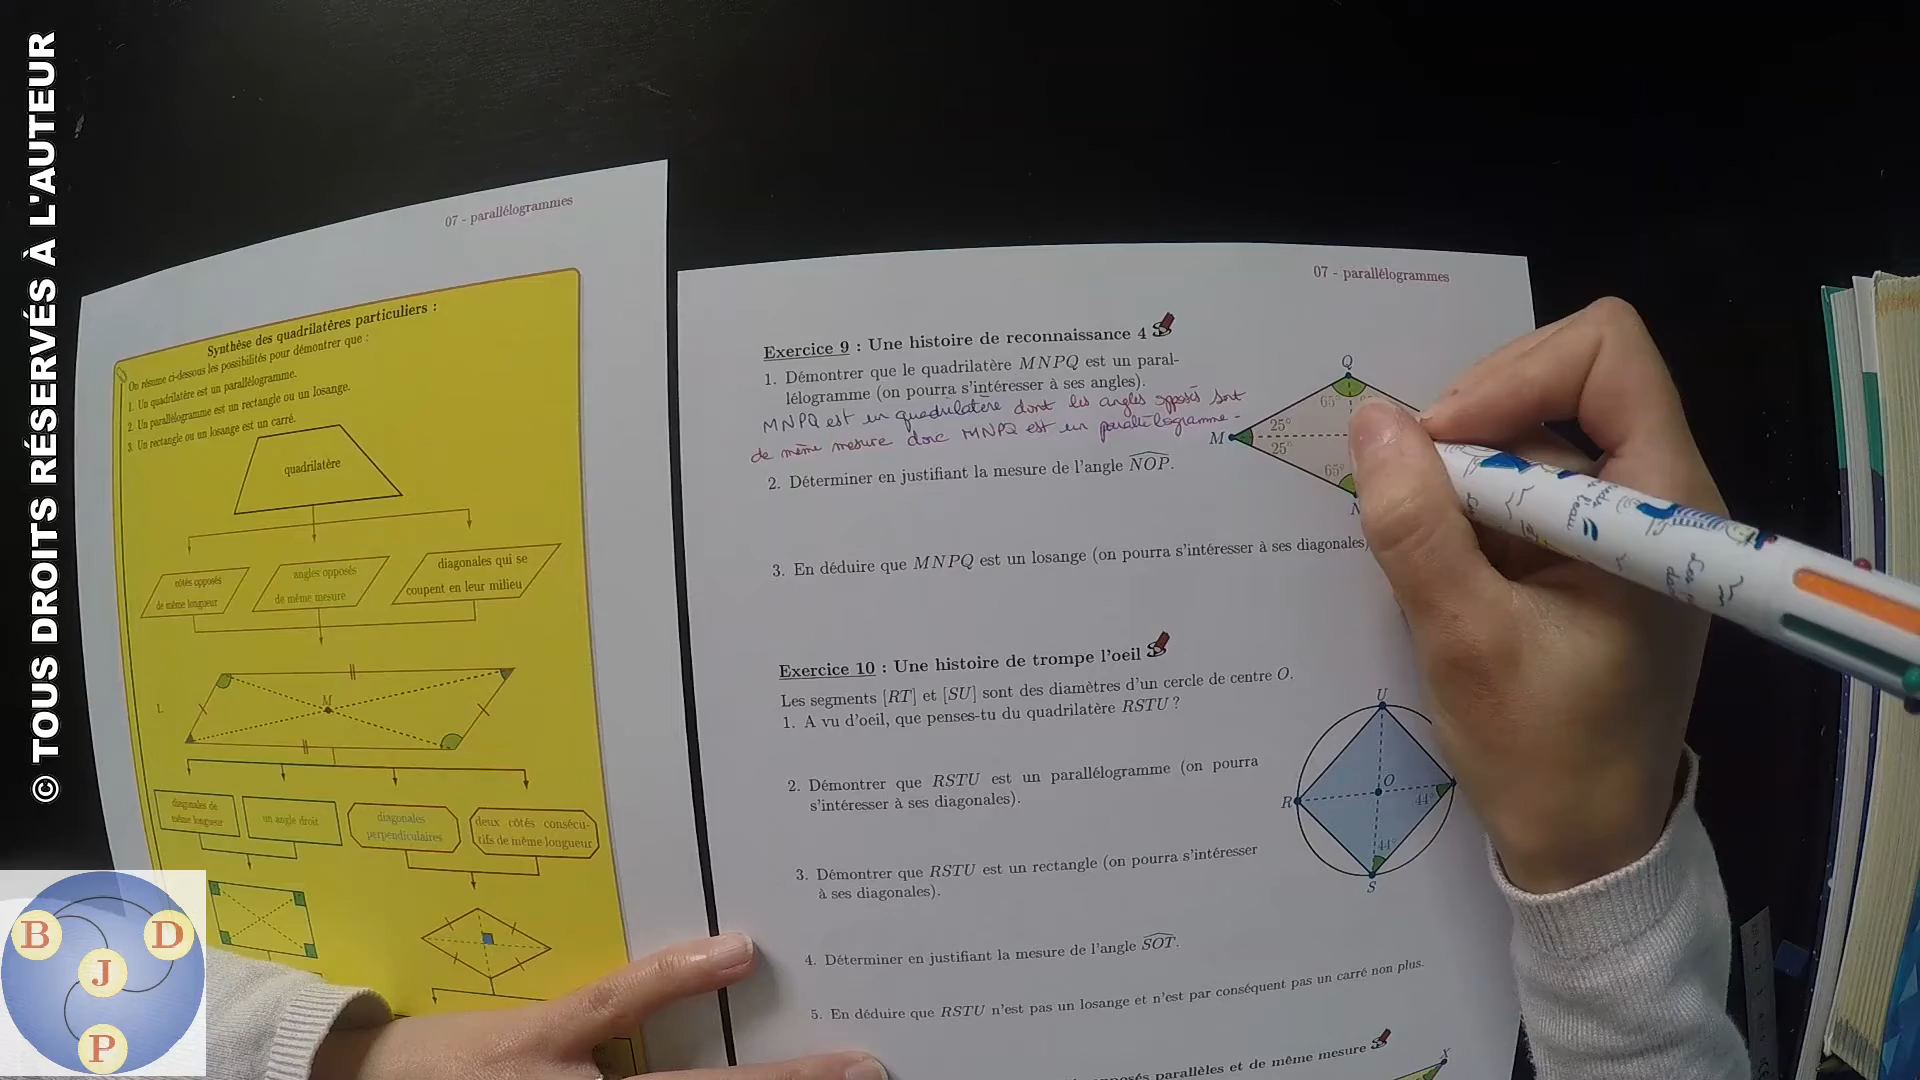 © TOUS DROITS RÉSERVÉS À L'AUTEUR
07 - parallélogrammes
Synthèse des quadrilatères particuliers :
On résume ci-dessous les possibilités pour démontrer que :
1. Un quadrilatère est un parallélogramme.
2. Un parallélogramme est un rectangle ou un losange.
3. Un rectangle ou un losange est un carré.
quadrilatère
côtés opposés
de même longueur
angles opposés
de même mesure
diagonales qui se
coupent en leur milieu
1.
M
diagonales de
même longueur
un angle droit
diagonales
perpendiculaires
deux côtés consécu-
tifs de même longueur
B
D
J
P
07 - parallélogrammes
Exercice 9 : Une histoire de reconnaissance 4
1. Démontrer que le quadrilatère MNPQ est un paral-
lélogramme (on pourra s'intéresser à ses angles).
MNPQ est un quadrilatère dont les angles opposés sont
de même mesure donc MNPQ est un parallélogramme.
2. Déterminer en justifiant la mesure de l'angle NOP.
3. En déduire que MNPQ est un losange (on pourra s'intéresser à ses diagonales)
Q
65°
M
25°
25°
65°
Exercice 10 : Une histoire de trompe l'oeil
Les segments [RT] et [SU] sont des diamètres d'un cercle de centre O.
1. A vu d'oeil, que penses-tu du quadrilatère RSTU ?
2. Démontrer que RSTU est un parallélogramme (on pourra
s'intéresser à ses diagonales).
3. Démontrer que RSTU est un rectangle (on pourra s'intéresser
à ses diagonales).
4. Déterminer en justifiant la mesure de l'angle SOT.
5. En déduire que RSTU n'est pas un losange et n'est par conséquent pas un carré non plus.
U
O
R
44°
44°
S
parallèles et de même mesure
X